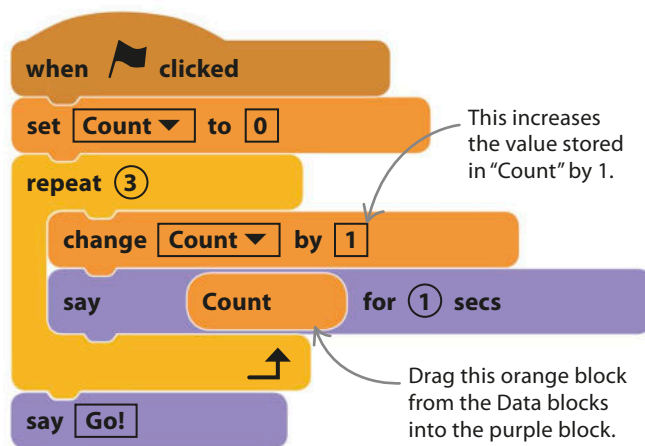 when clicked
set Count to 0
This increases
the value stored
in “Count” by 1.
repeat 3
change Count by 1
say Count for 1 secs
Drag this orange block
from the Data blocks
into the purple block.
say Go!